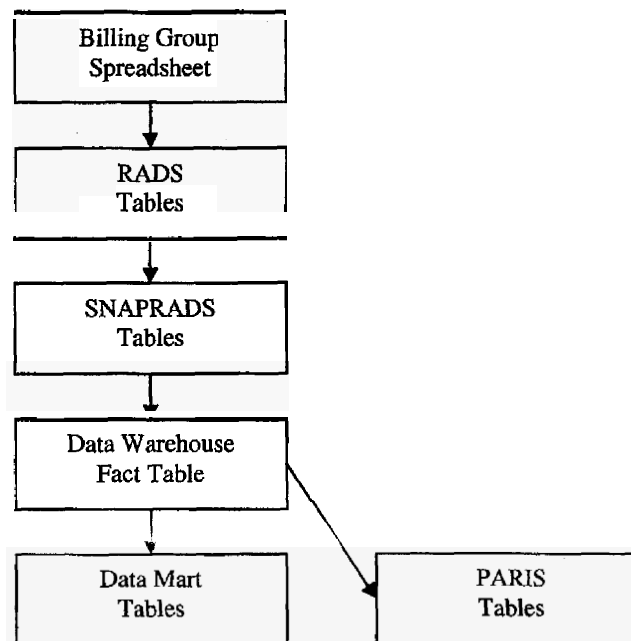 Billing Group
Spreadsheet
RADS
Tables
SNAPRADS
Tables
Data Warehouse
Fact Table
Data Mart
Tables
PARIS
Tables